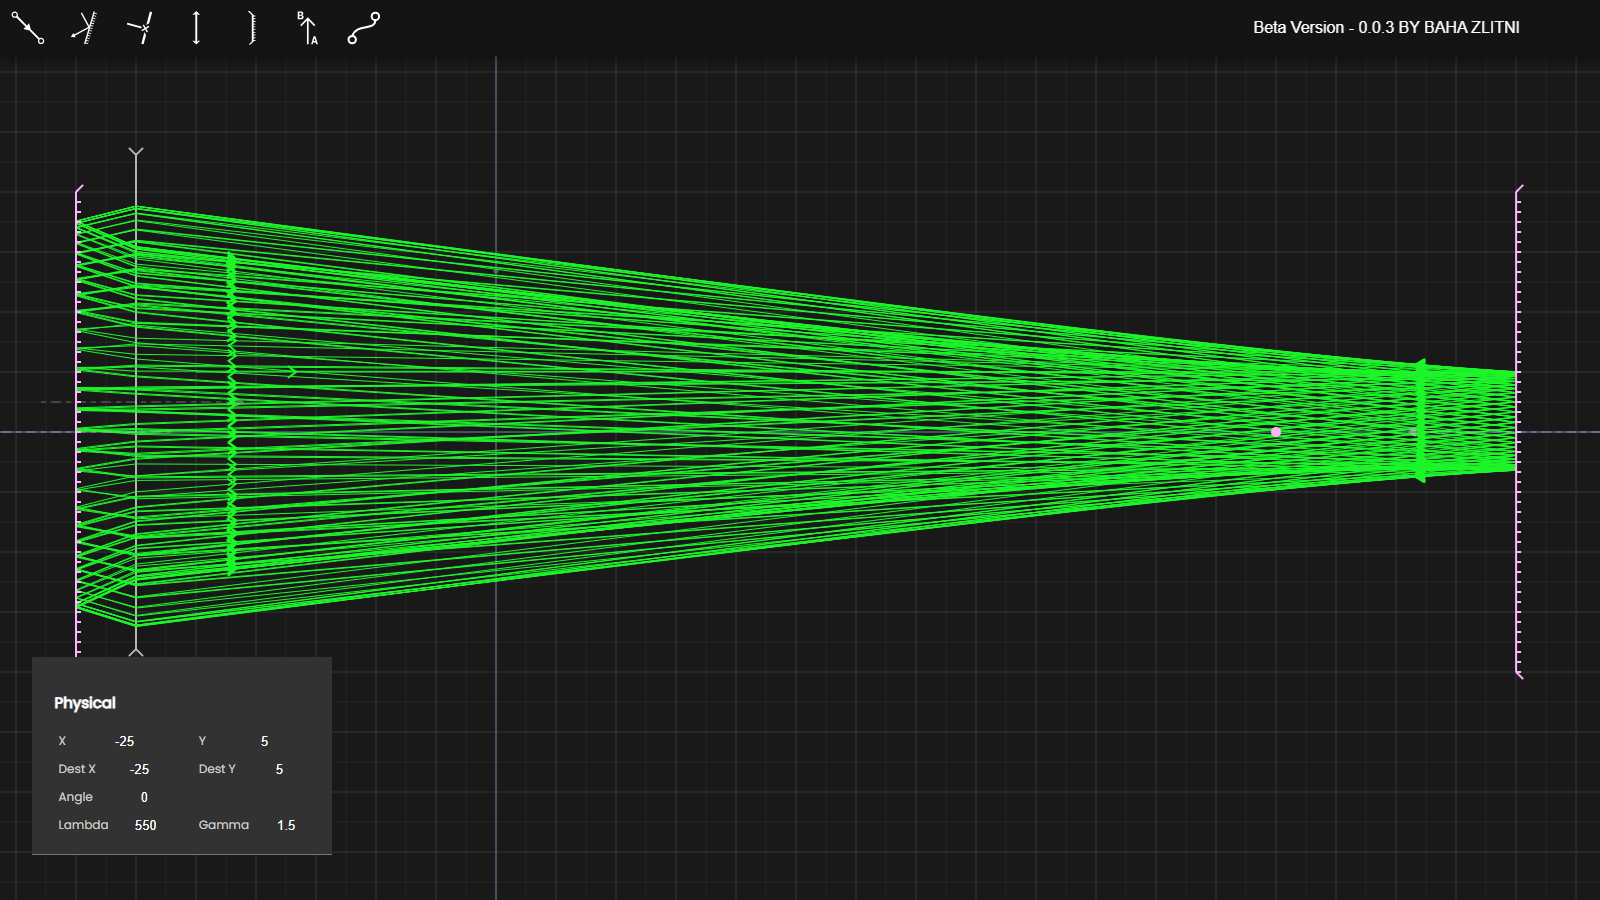 B
A
Beta Version - 0.0.3 BY BAHA ZLITNI
Physical
X -25 Y 5
Dest X -25 Dest Y 5
Angle 0
Lambda 550 Gamma 1.5